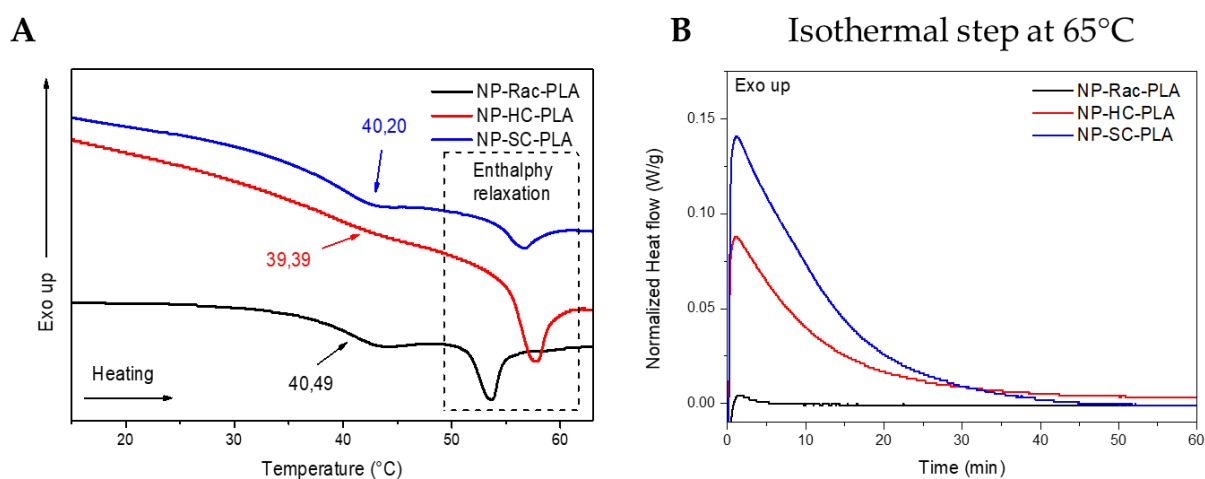 A
Exo up
NP-Rac-PLA
NP-HC-PLA
NP-SC-PLA
40,20
Enthalphy
relaxation
39,39
40,49
Heating
20
30
40
50
60
Temperature (°C)
B
Isothermal step at 65°C
Exo up
NP-Rac-PLA
NP-HC-PLA
NP-SC-PLA
Normalized Heat flow (W/g)
0.15
0.10
0.05
0.00
0
10
20
30
40
50
60
Time (min)